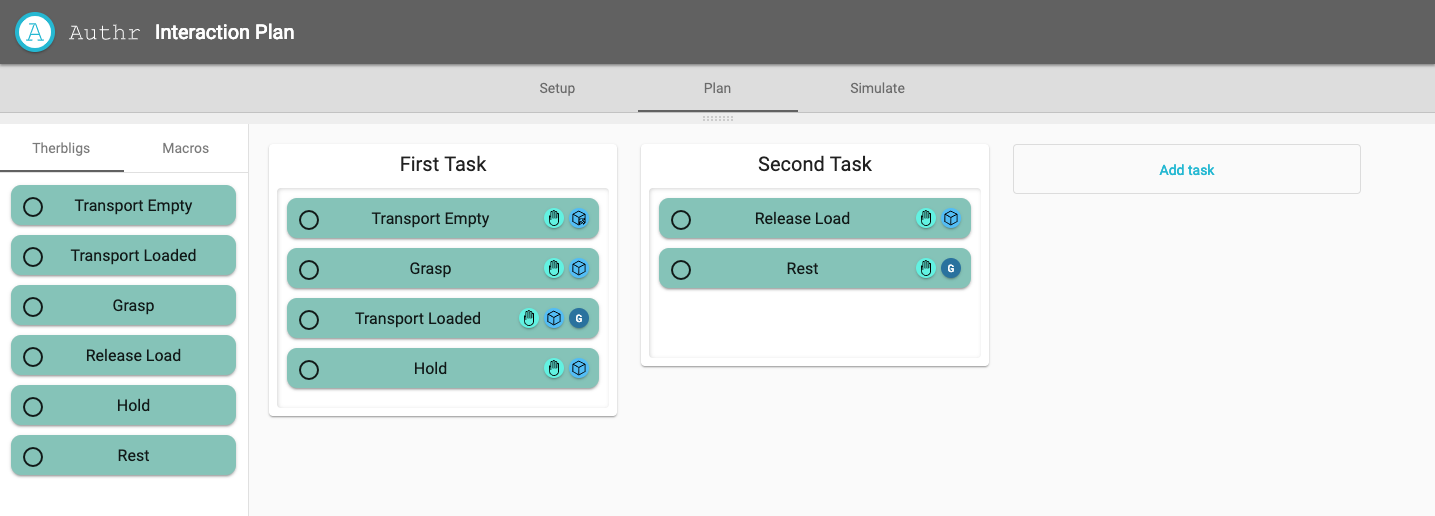 A Authr Interaction Plan
Setup Plan Simulate
Therbligs Macros
Transport Empty
Transport Loaded
Grasp
Release Load
Hold
Rest
First Task
Transport Empty
Grasp
Transport Loaded G
Hold
Second Task
Release Load
Rest G
Add task